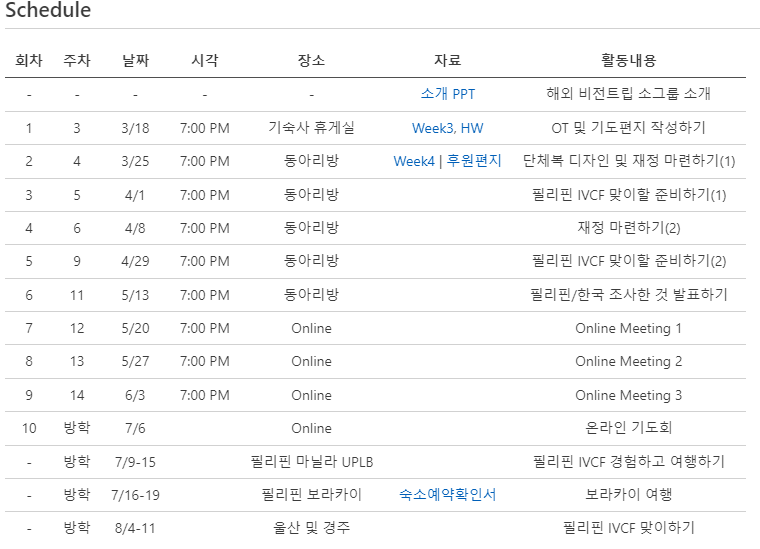 Schedule
회차 주차 날짜 시각 장소 자료 활동내용
- - - - - 소개 PPT 해외 비전트립 소그룹 소개
1 3 3/18 7:00 PM 기숙사 휴게실 Week3, HW OT 및 기도편지 작성하기
2 4 3/25 7:00 PM 동아리방 Week4 | 후원편지 단체복 디자인 및 재정 마련하기(1)
3 5 4/1 7:00 PM 동아리방 필리핀 IVCF 맞이할 준비하기(1)
4 6 4/8 7:00 PM 동아리방 재정 마련하기(2)
5 9 4/29 7:00 PM 동아리방 필리핀 IVCF 맞이할 준비하기(2)
6 11 5/13 7:00 PM 동아리방 필리핀/한국 조사한 것 발표하기
7 12 5/20 7:00 PM Online Online Meeting 1
8 13 5/27 7:00 PM Online Online Meeting 2
9 14 6/3 7:00 PM Online Online Meeting 3
10 방학 7/6 Online 온라인 기도회
- 방학 7/9-15 필리핀 마닐라 UPLB 필리핀 IVCF 경험하고 여행하기
- 방학 7/16-19 필리핀 보라카이 숙소예약확인서 보라카이 여행
- 방학 8/4-11 울산 및 경주 필리핀 IVCF 맞이하기